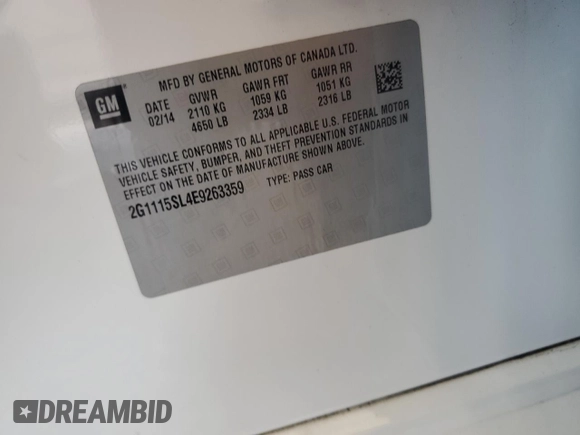 MFD BY GENERAL MOTORS OF CANADA LTD.
GM
DATE GVWR GAWR FRT GAWR RR
02/14 2110 KG 1059 KG 1051 KG
4650 LB 2334 LB 2316 LB
THIS VEHICLE CONFORMS TO ALL APPLICABLE U.S. FEDERAL MOTOR
VEHICLE SAFETY, BUMPER, AND THEFT PREVENTION STANDARDS IN
EFFECT ON THE DATE OF MANUFACTURE SHOWN ABOVE.
2G1115SL4E9263359 TYPE: PASS CAR
DREAMBID